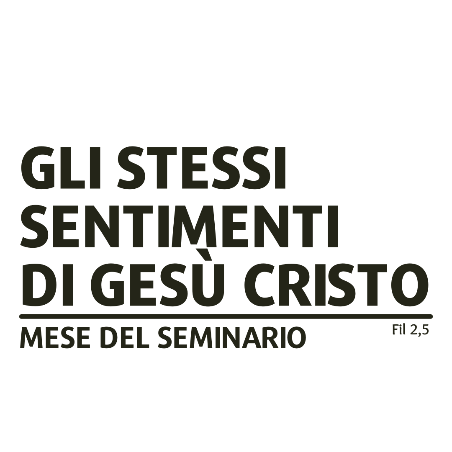 GLI STESSI
SENTIMENTI
DI GESÙ CRISTO
MESE DEL SEMINARIO
Fil 2,5